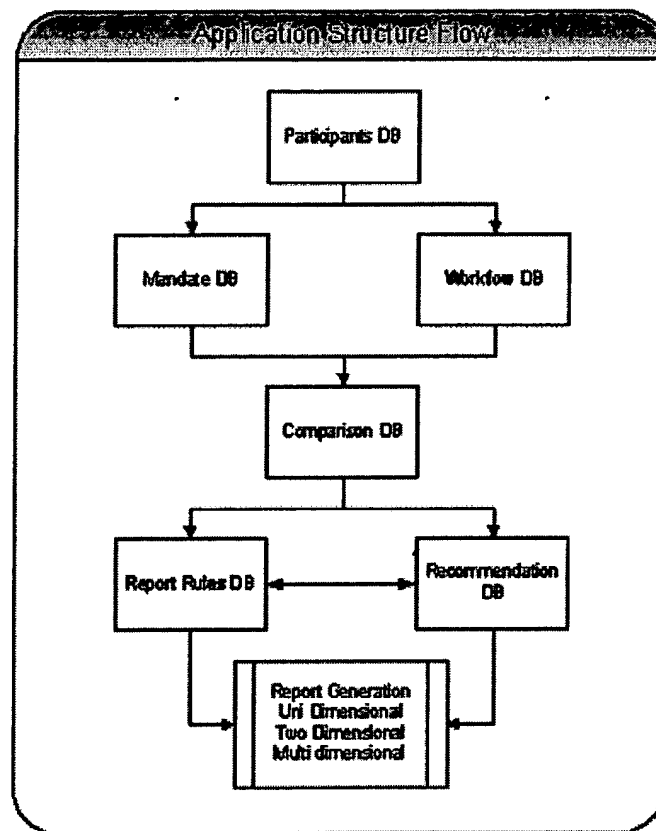 Application Structure Flow
Participants DB
Mandate DB
Workflow DB
Comparison DB
Report Rules DB
Recommendation
DB
Report Generation
Uni Dimensional
Two Dimensional
Multi dimensional